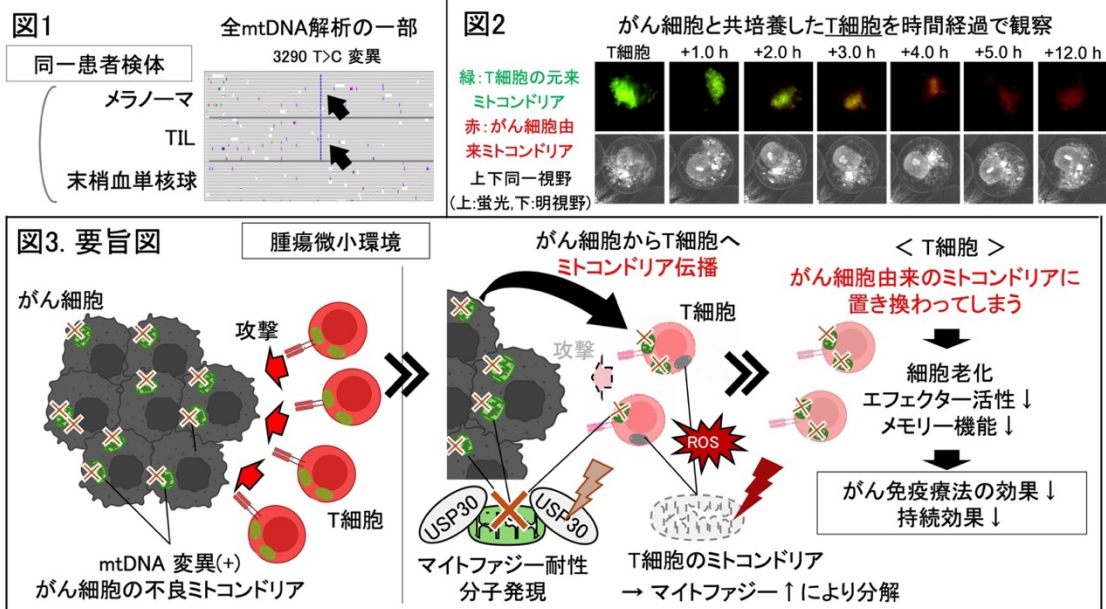 図1
全mtDNA解析の一部
3290 T>C 変異
同一患者検体
メラノーマ
TIL
末梢血単核球
図2
がん細胞と共培養したT細胞を時間経過で観察
T細胞 +1.0 h +2.0 h +3.0 h +4.0 h +5.0 h +12.0 h
緑:T細胞の元来
ミトコンドリア
赤:がん細胞由
来ミトコンドリア
上下同一視野
(上:蛍光,下:明視野)
図3. 要旨図
腫瘍微小環境
がん細胞
攻撃
T細胞
mtDNA 変異(+)
がん細胞の不良ミトコンドリア
がん細胞からT細胞へ
ミトコンドリア伝播
T細胞
攻撃
ROS
USP30
USP30
マイトファジー耐性
分子発現
T細胞のミトコンドリア
→ マイトファジー↑により分解
< T細胞 >
がん細胞由来のミトコンドリアに
置き換わってしまう
細胞老化
エフェクター活性↓
メモリー機能↓
がん免疫療法の効果↓
持続効果↓